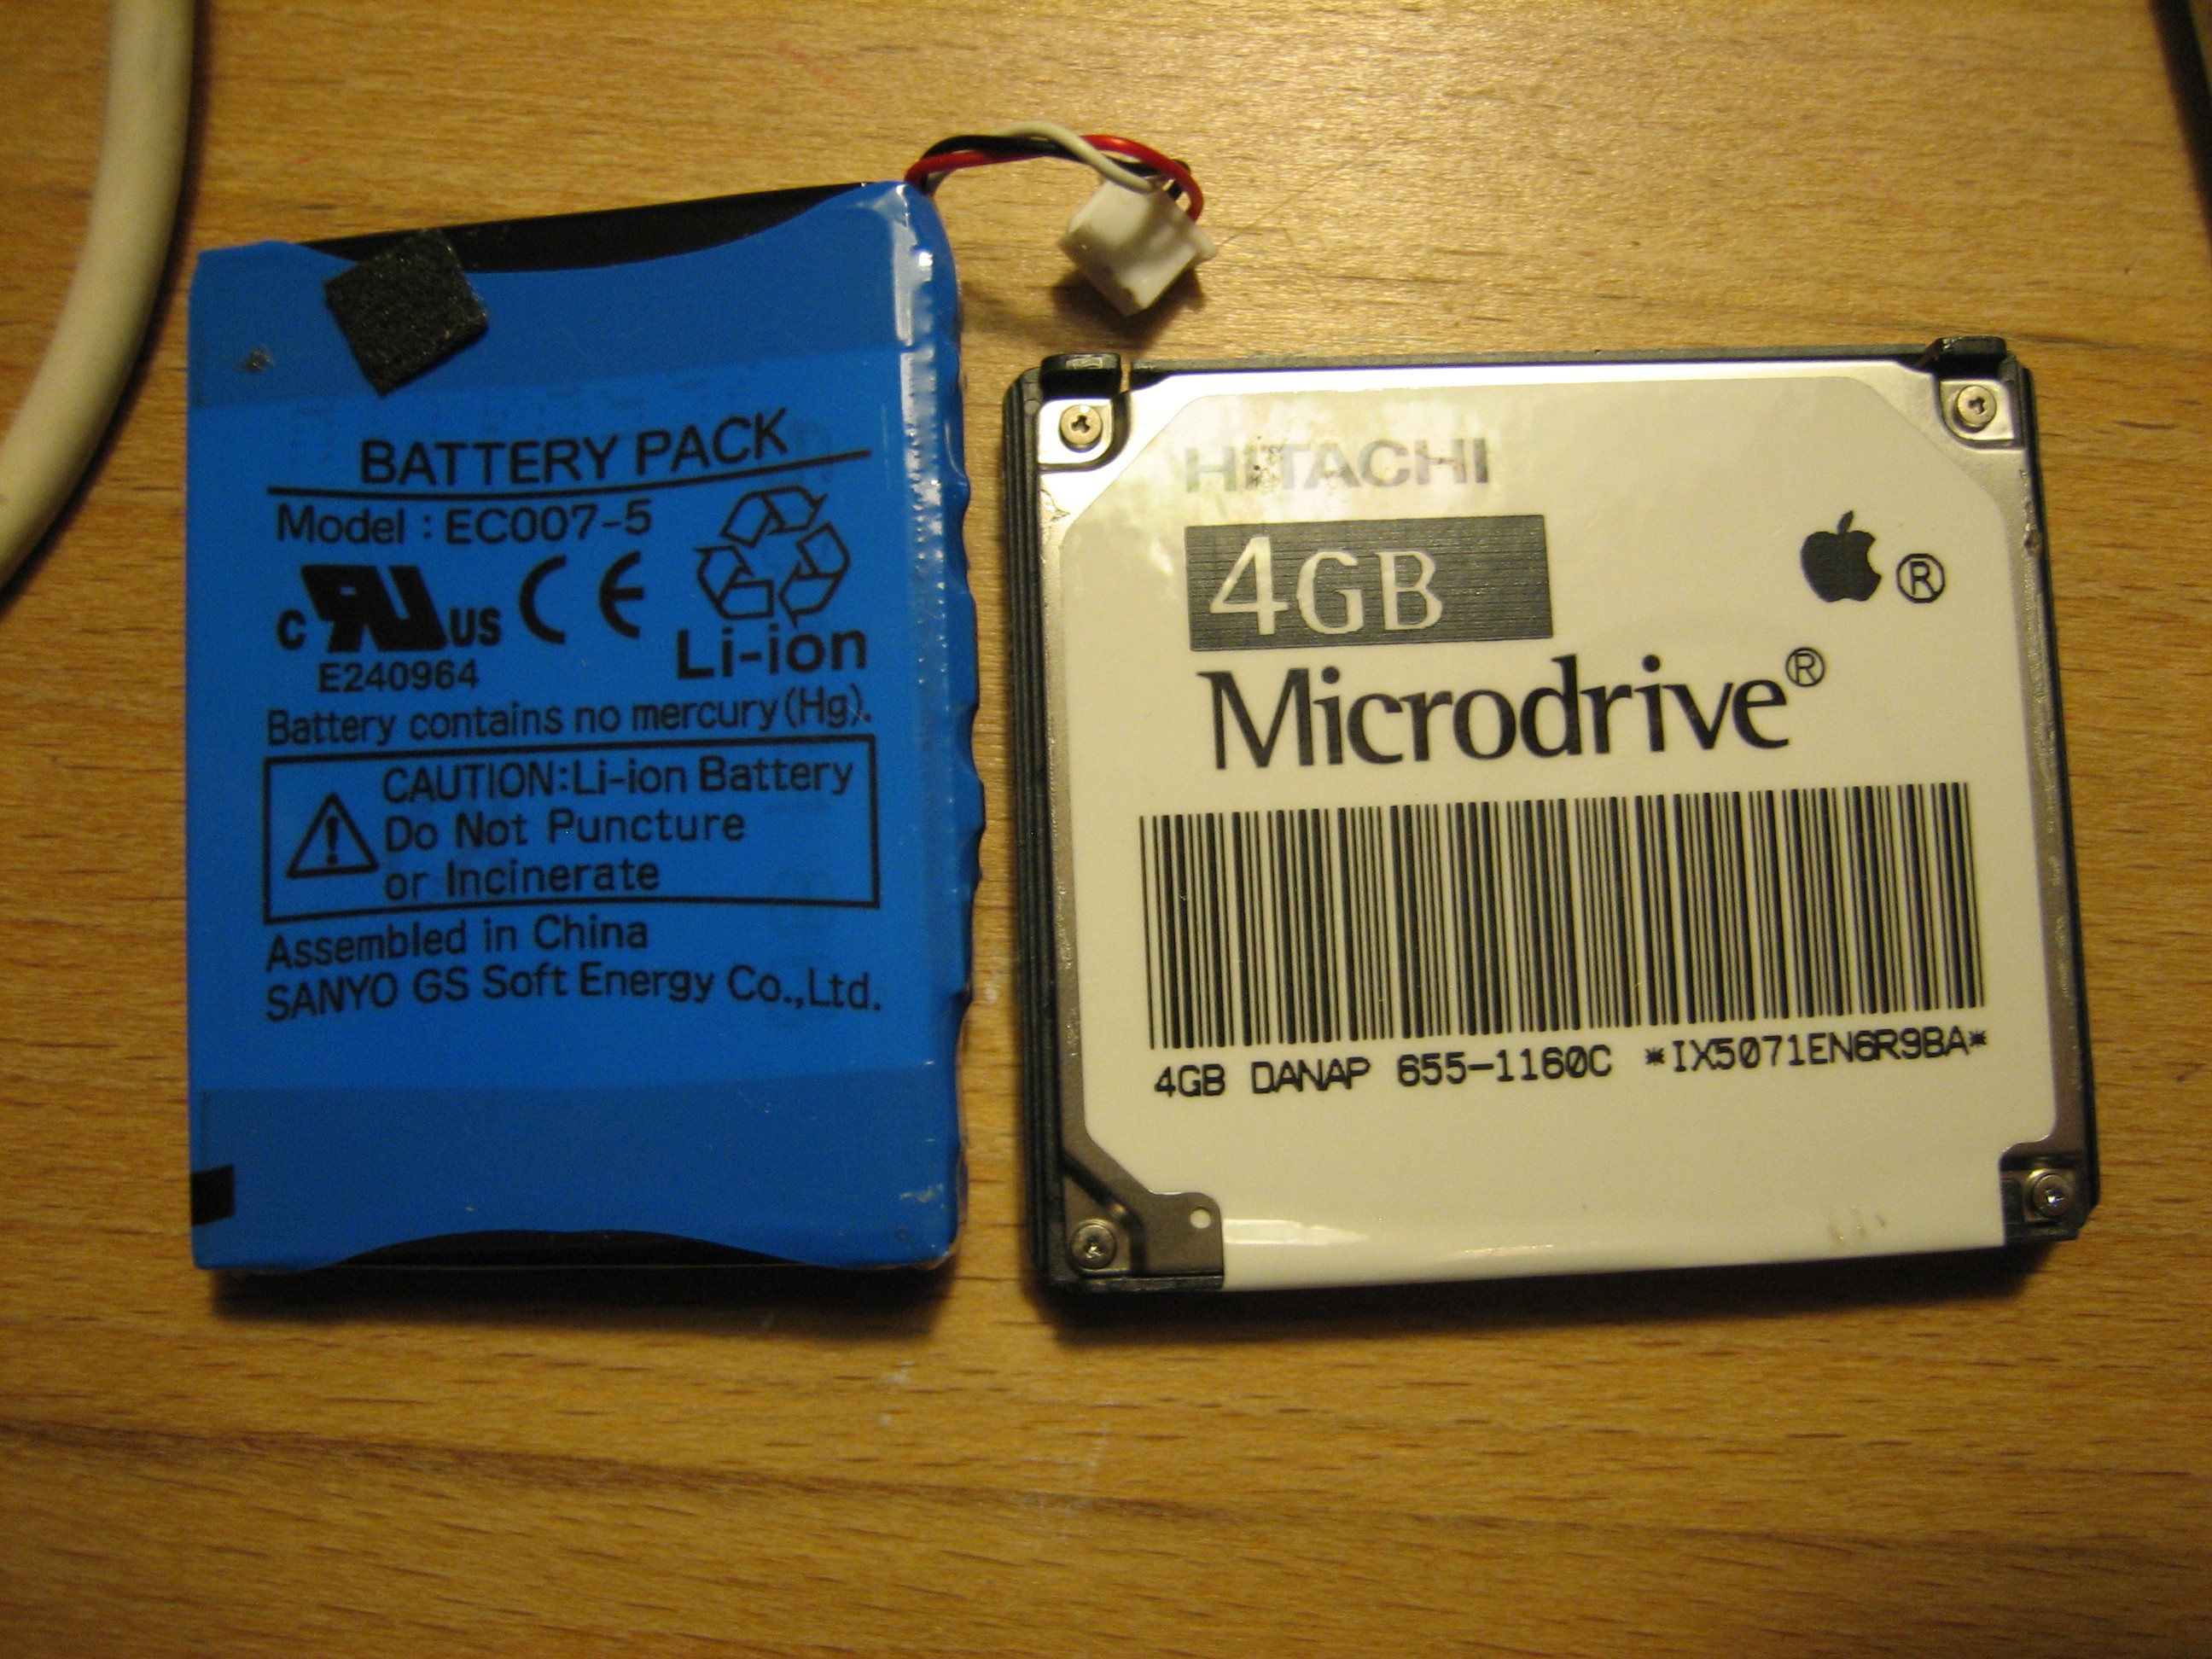 BATTERY PACK
Model : EC007-5
c RU US CE
E240964
Li-ion
Battery contains no mercury(Hg).
CAUTION:Li-ion Battery
Do Not Puncture
or Incinerate
Assembled in China
SANYO GS Soft Energy Co.,Ltd.
HITACHI
4GB
®
Microdrive®
4GB DANAP 655-1160C *IX5071EN6R9BA*